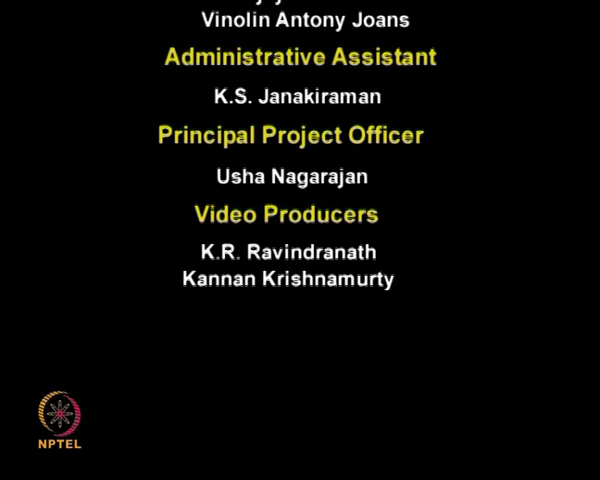 Vinolin Antony Joans
Administrative Assistant
K.S. Janakiraman
Principal Project Officer
Usha Nagarajan
Video Producers
K.R. Ravindranath
Kannan Krishnamurty
NPTEL